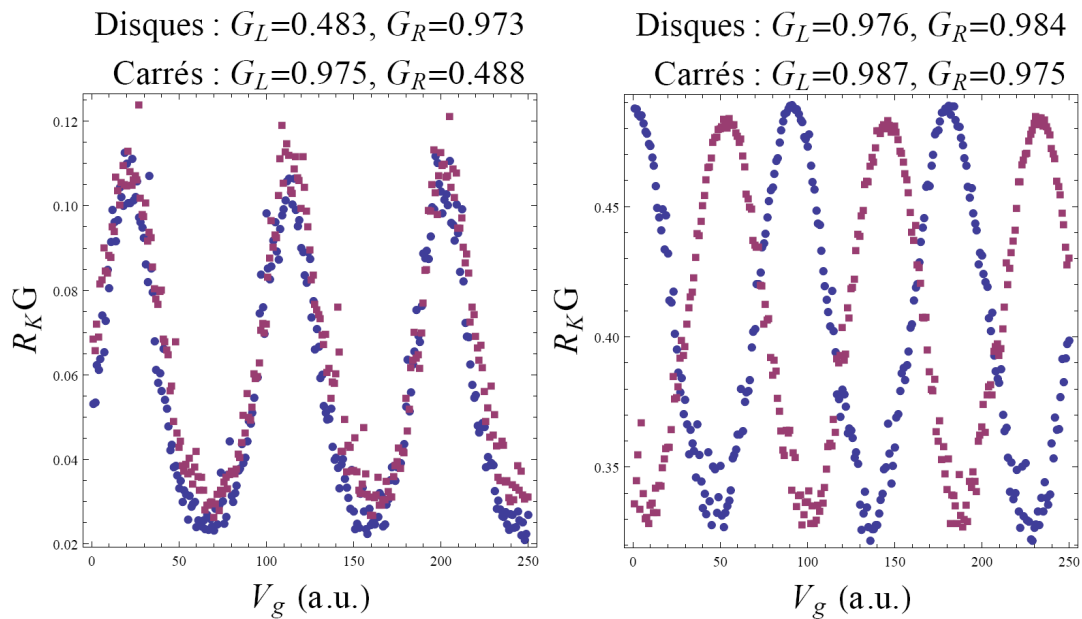 Disques : G_L=0.483, G_R=0.973
Carrés : G_L=0.975, G_R=0.488
0.12
0.10
0.08
0.06
0.04
0.02
0 50 100 150 200 250
R_K G
V_g (a.u.)
Disques : G_L=0.976, G_R=0.984
Carrés : G_L=0.987, G_R=0.975
0.45
0.40
0.35
0 50 100 150 200 250
R_K G
V_g (a.u.)